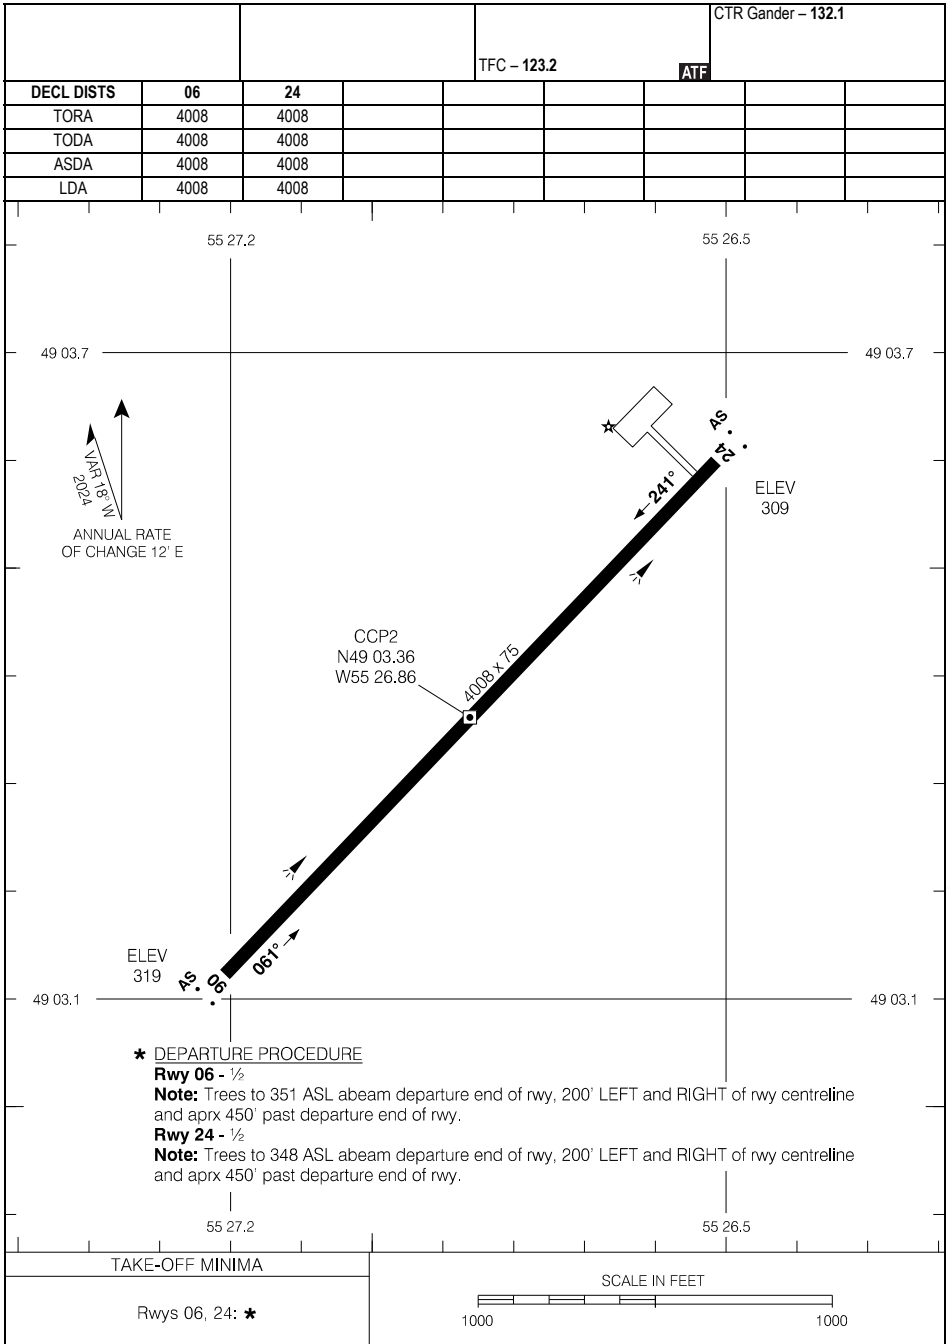 CTR Gander – 132.1
TFC – 123.2 ATF
DECL DISTS 06 24
TORA 4008 4008
TODA 4008 4008
ASDA 4008 4008
LDA 4008 4008
55 27.2 55 26.5
49 03.7 49 03.7
VAR 18° W
2024
ANNUAL RATE
OF CHANGE 12' E
AS
24
241°
ELEV
309
CCP2
N49 03.36
W55 26.86
4008 x 75
ELEV
319
AS
06
061°
49 03.1 49 03.1
* DEPARTURE PROCEDURE
Rwy 06 - ½
Note: Trees to 351 ASL abeam departure end of rwy, 200' LEFT and RIGHT of rwy centreline
and aprx 450' past departure end of rwy.
Rwy 24 - ½
Note: Trees to 348 ASL abeam departure end of rwy, 200' LEFT and RIGHT of rwy centreline
and aprx 450' past departure end of rwy.
55 27.2 55 26.5
TAKE-OFF MINIMA
Rwys 06, 24: *
SCALE IN FEET
1000 1000